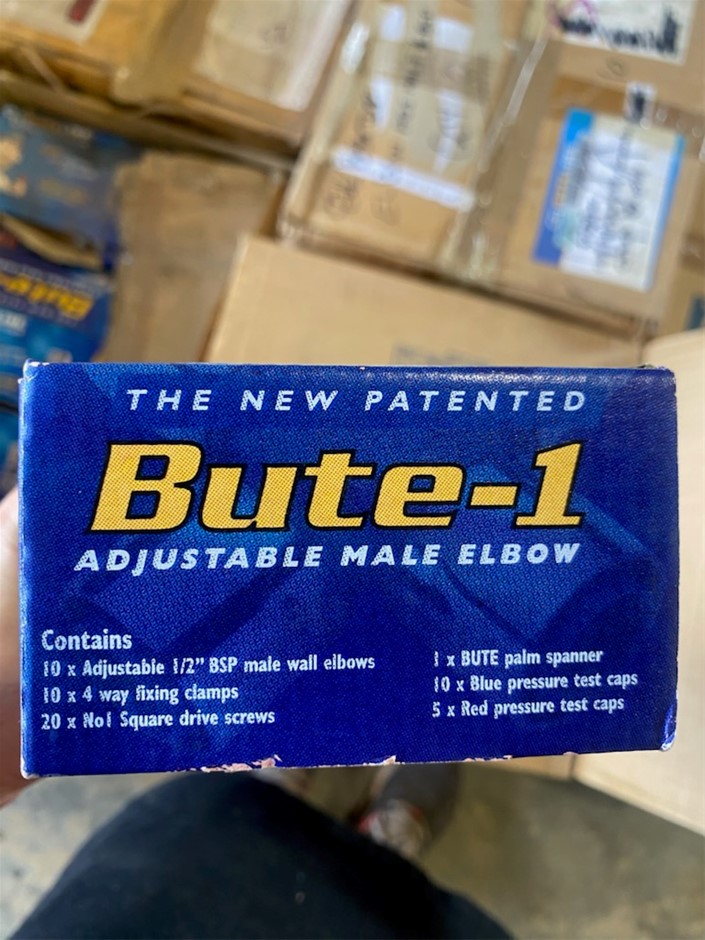 THE NEW PATENTED
Bute-1
ADJUSTABLE MALE ELBOW
Contains
10 x Adjustable 1/2" BSP male wall elbows
10 x 4 way fixing clamps
20 x No1 Square drive screws
1 x BUTE palm spanner
10 x Blue pressure test caps
5 x Red pressure test caps
Bute